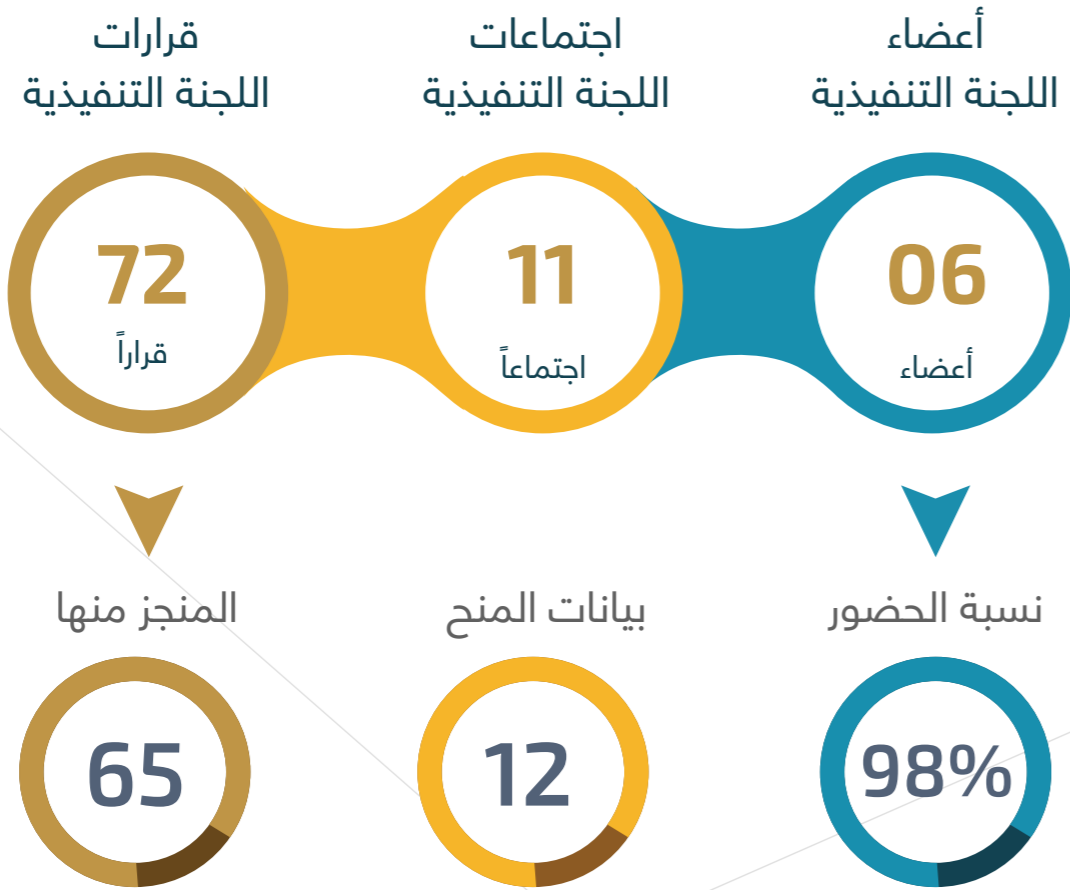 أعضاء
اللجنة التنفيذية
06
أعضاء
اجتماعات
اللجنة التنفيذية
11
اجتماعاً
قرارات
اللجنة التنفيذية
72
قراراً
نسبة الحضور
98%
بيانات المنح
12
المنجز منها
65